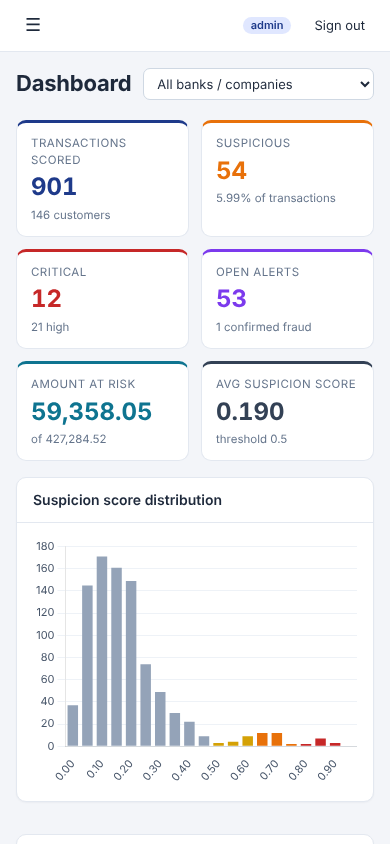 ☰ admin Sign out
Dashboard All banks / companies
TRANSACTIONS
SCORED
901
146 customers
SUSPICIOUS
54
5.99% of transactions
CRITICAL
12
21 high
OPEN ALERTS
53
1 confirmed fraud
AMOUNT AT RISK
59,358.05
of 427,284.52
AVG SUSPICION SCORE
0.190
threshold 0.5
Suspicion score distribution
180
160
140
120
100
80
60
40
20
0
0.00 0.10 0.20 0.30 0.40 0.50 0.60 0.70 0.80 0.90